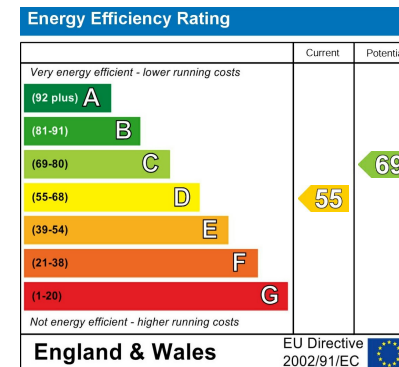 Energy Efficiency Rating
Current Potentia
Very energy efficient - lower running costs
(92 plus) A
(81-91) B
(69-80) C 69
(55-68) D 55
(39-54) E
(21-38) F
(1-20) G
Not energy efficient - higher running costs
England & Wales
EU Directive
2002/91/EC